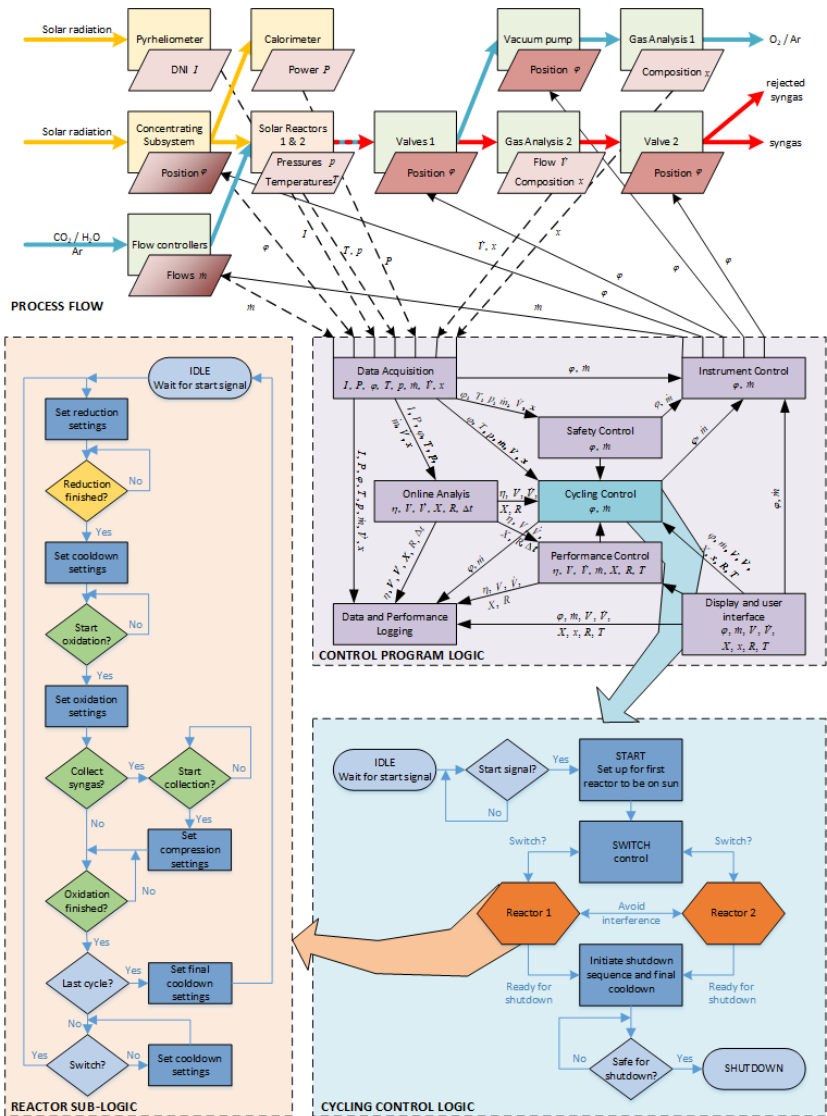 Solar radiation
Pyrheliometer
DNI I
Calorimeter
Power P
Vacuum pump
Position φ
Gas Analysis 1
Composition x
O₂ / Ar
rejected
syngas
Solar radiation
Concentrating
Subsystem
Position φ
Solar Reactors
1 & 2
Pressures p
Temperatures T
Valves 1
Position φ
Gas Analysis 2
Flow V̇
Composition x
Valve 2
Position φ
syngas
CO₂ / H₂O
Ar
Flow controllers
Flows ṁ
φ
I
T, p
P
V̇, x
x
φ
φ
φ
φ
ṁ
ṁ
PROCESS FLOW
IDLE
Wait for start signal
Set reduction
settings
Reduction
finished?
No
Yes
Set cooldown
settings
Start
oxidation?
No
Yes
Set oxidation
settings
Collect
syngas?
Yes
Start
collection?
No
No
Yes
Set
compression
settings
Oxidation
finished?
No
Yes
Last cycle?
Yes
Set final
cooldown
settings
No
Yes
Switch?
No
Set cooldown
settings
REACTOR SUB-LOGIC
Data Acquisition
I, P, φ, T, p, ṁ, V̇, x
φ, ṁ
Instrument Control
φ, ṁ
φ, T, p, ṁ, V̇, x
φ, ṁ
Safety Control
φ, ṁ
I, p, φ, T, p,
ṁ, V̇, x
φ, T, p, ṁ, V̇, x
φ, ṁ
φ, ṁ
I, P, φ, T, p, ṁ, V̇, x
Online Analyis
η, V, V̇, X, R, Δt
η, V, V̇,
X, R
Cycling Control
φ, ṁ
η, V, V̇,
X, R, Δt
η, V, V̇, X, R, Δt
φ, ṁ
Performance Control
η, V, V̇, ṁ, X, R, T
φ, ṁ, V, V̇,
X, x, R, T
η, V, V̇,
X, R
Data and Performance
Logging
φ, ṁ, V, V̇,
X, x, R, T
Display and user
interface
φ, ṁ, V, V̇,
X, x, R, T
CONTROL PROGRAM LOGIC
IDLE
Wait for start signal
Start signal?
Yes
No
START
Set up for first
reactor to be on sun
Switch?
SWITCH
control
Switch?
Reactor 1
Avoid
interference
Reactor 2
Ready for
shutdown
Initiate shutdown
sequence and final
cooldown
Ready for
shutdown
No
Safe for
shutdown?
Yes
SHUTDOWN
CYCLING CONTROL LOGIC